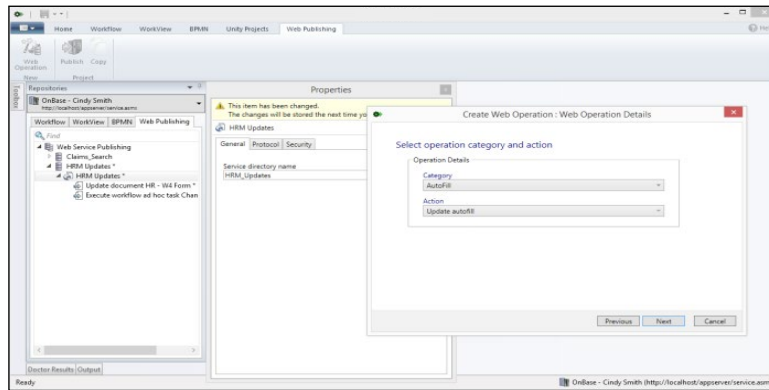 Home Workflow WorkView BPMN Unity Projects Web Publishing
Web Operation
Publish Copy
New Project
Toolbox
Repositories
OnBase - Cindy Smith
http://localhost/appserver/service.asmx
Workflow WorkView BPMN Web Publishing
Find
Web Service Publishing
Claims_Search
HRM Updates *
HRM Updates *
Update document HR - W4 Form *
Execute workflow ad hoc task Chan
Doctor Results Output
Ready
Properties
This item has been changed.
The changes will be stored the next time yo
HRM Updates
General Protocol Security
Service directory name
HRM_Updates
Create Web Operation : Web Operation Details
Select operation category and action
Operation Details
Category
AutoFill
Action
Update autofill
Previous Next Cancel
OnBase - Cindy Smith (http://localhost/appserver/service.asm